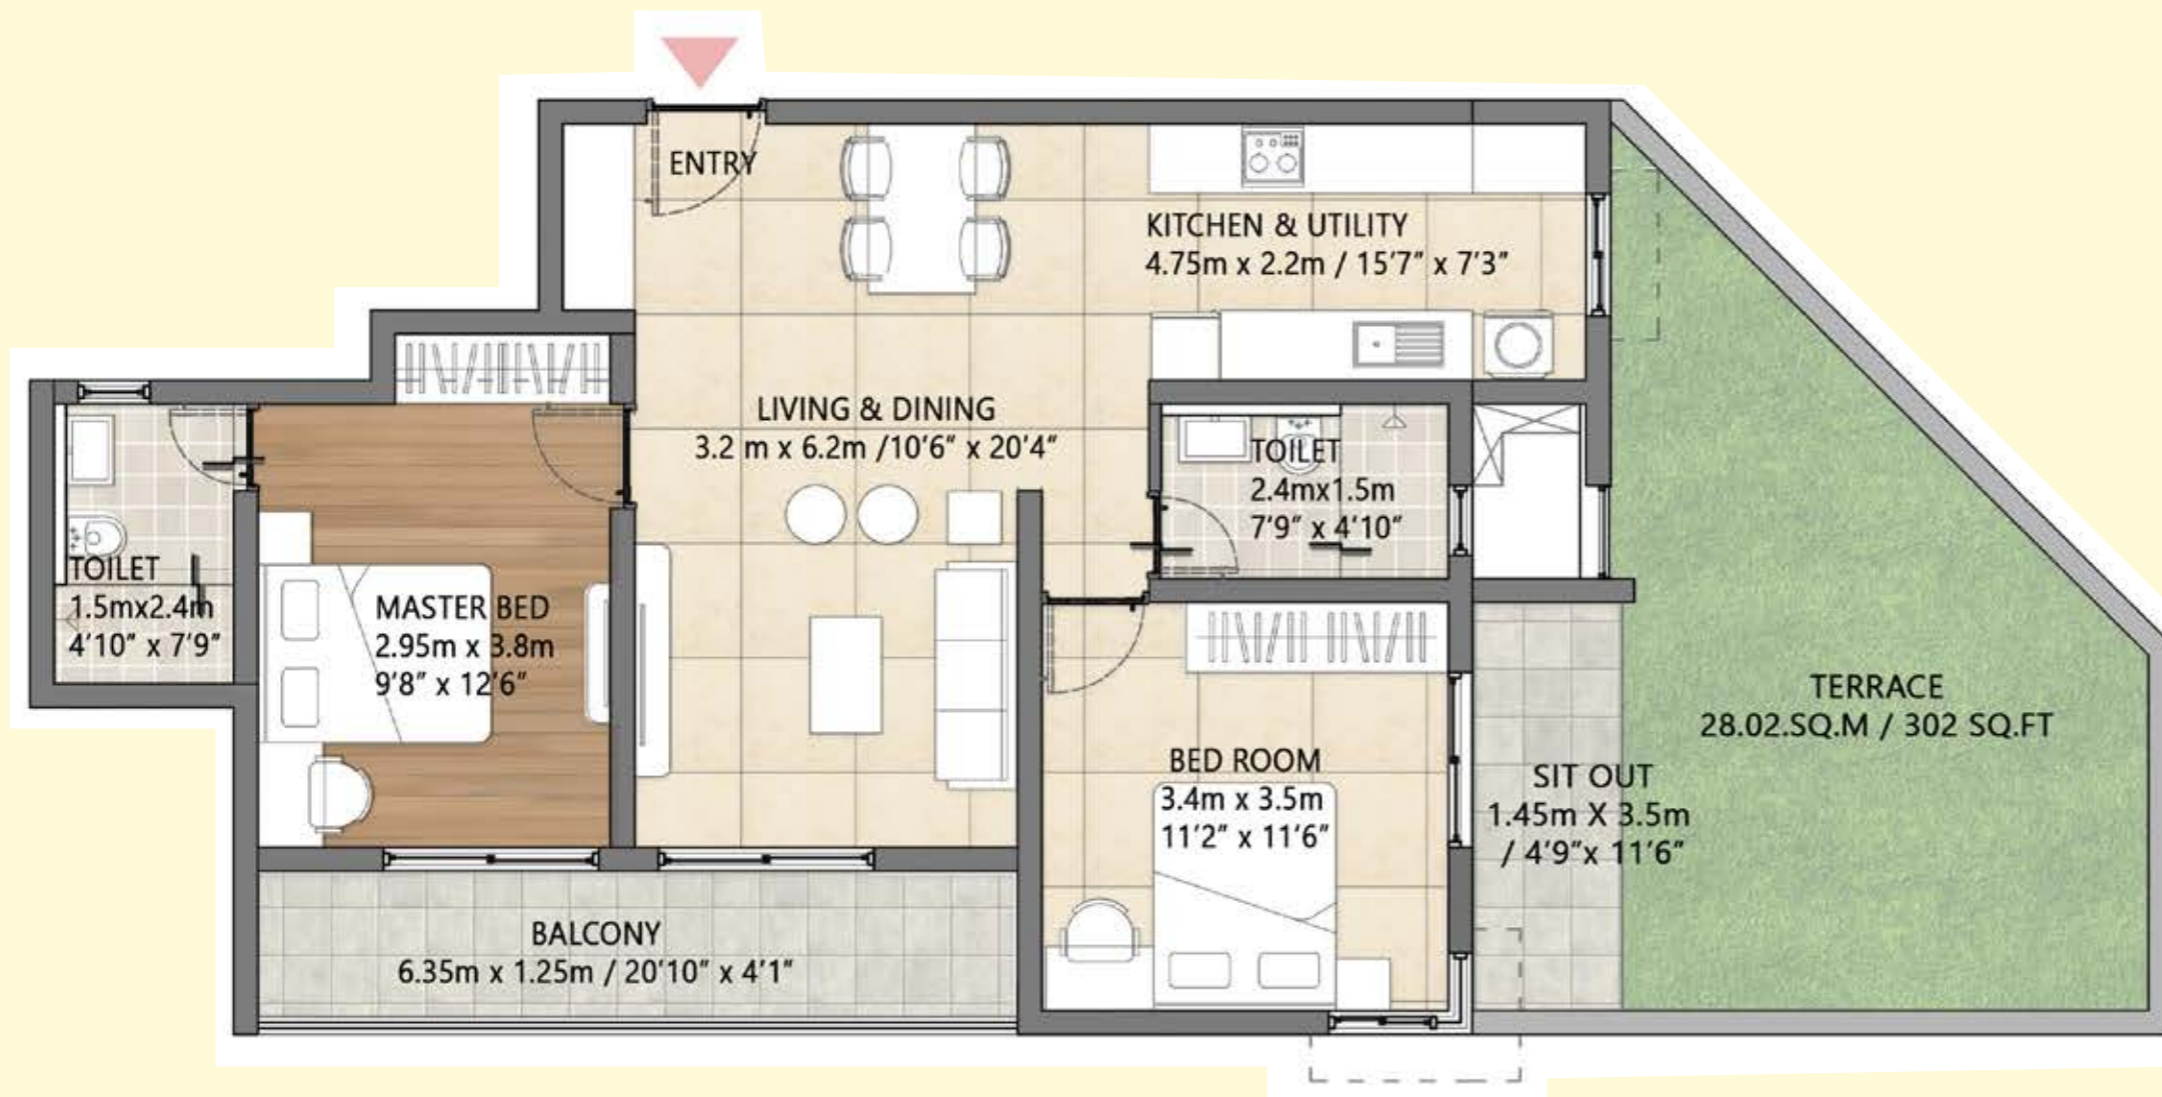 ENTRY
KITCHEN & UTILITY
4.75m x 2.2m / 15'7" x 7'3"
LIVING & DINING
3.2 m x 6.2m /10'6" x 20'4"
TOILET
2.4mx1.5m
7'9" x 4'10"
TOILET
1.5mx2.4m
4'10" x 7'9"
MASTER BED
2.95m x 3.8m
9'8" x 12'6"
TERRACE
28.02.SQ.M / 302 SQ.FT
BED ROOM
3.4m x 3.5m
11'2" x 11'6"
SIT OUT
1.45m X 3.5m
/ 4'9"x 11'6"
BALCONY
6.35m x 1.25m / 20'10" x 4'1"